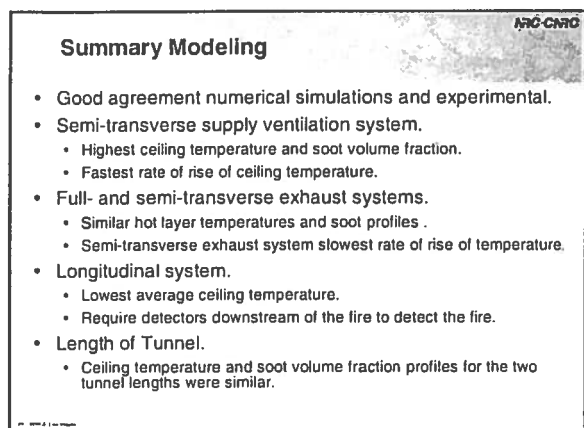 NRC-CNRC
Summary Modeling
• Good agreement numerical simulations and experimental.
• Semi-transverse supply ventilation system.
• Highest ceiling temperature and soot volume fraction.
• Fastest rate of rise of ceiling temperature.
• Full- and semi-transverse exhaust systems.
• Similar hot layer temperatures and soot profiles .
• Semi-transverse exhaust system slowest rate of rise of temperature.
• Longitudinal system.
• Lowest average ceiling temperature.
• Require detectors downstream of the fire to detect the fire.
• Length of Tunnel.
• Ceiling temperature and soot volume fraction profiles for the two
tunnel lengths were similar.